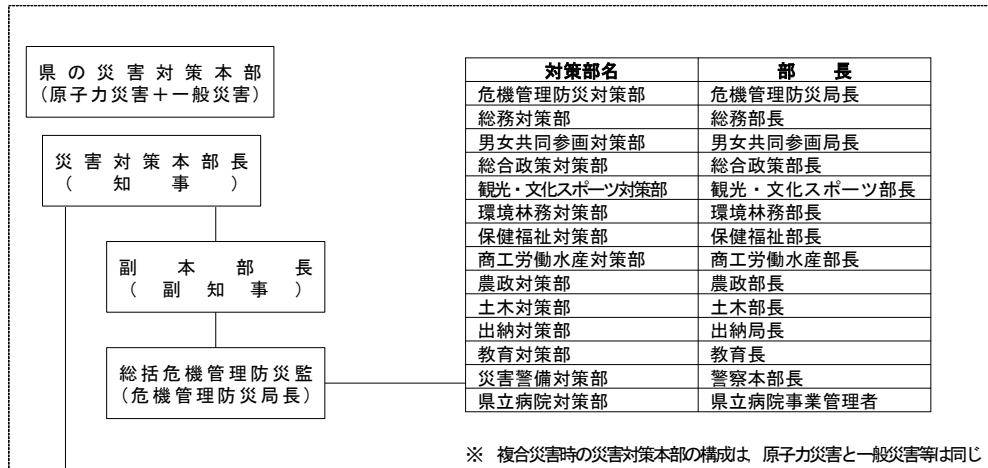 県の災害対策本部
(原子力災害＋一般災害)
災害対策本部長
(知事)
副本部長
(副知事)
総括危機管理防災監
(危機管理防災局長)
対策部名 部長
危機管理防災対策部 危機管理防災局長
総務対策部 総務部長
男女共同参画対策部 男女共同参画局長
総合政策対策部 総合政策部長
観光・文化スポーツ対策部 観光・文化スポーツ部長
環境林務対策部 環境林務部長
保健福祉対策部 保健福祉部長
商工労働水産対策部 商工労働水産部長
農政対策部 農政部長
土木対策部 土木部長
出納対策部 出納局長
教育対策部 教育長
災害警備対策部 警察本部長
県立病院対策部 県立病院事業管理者
※ 複合災害時の災害対策本部の構成は、原子力災害と一般災害等は同じ